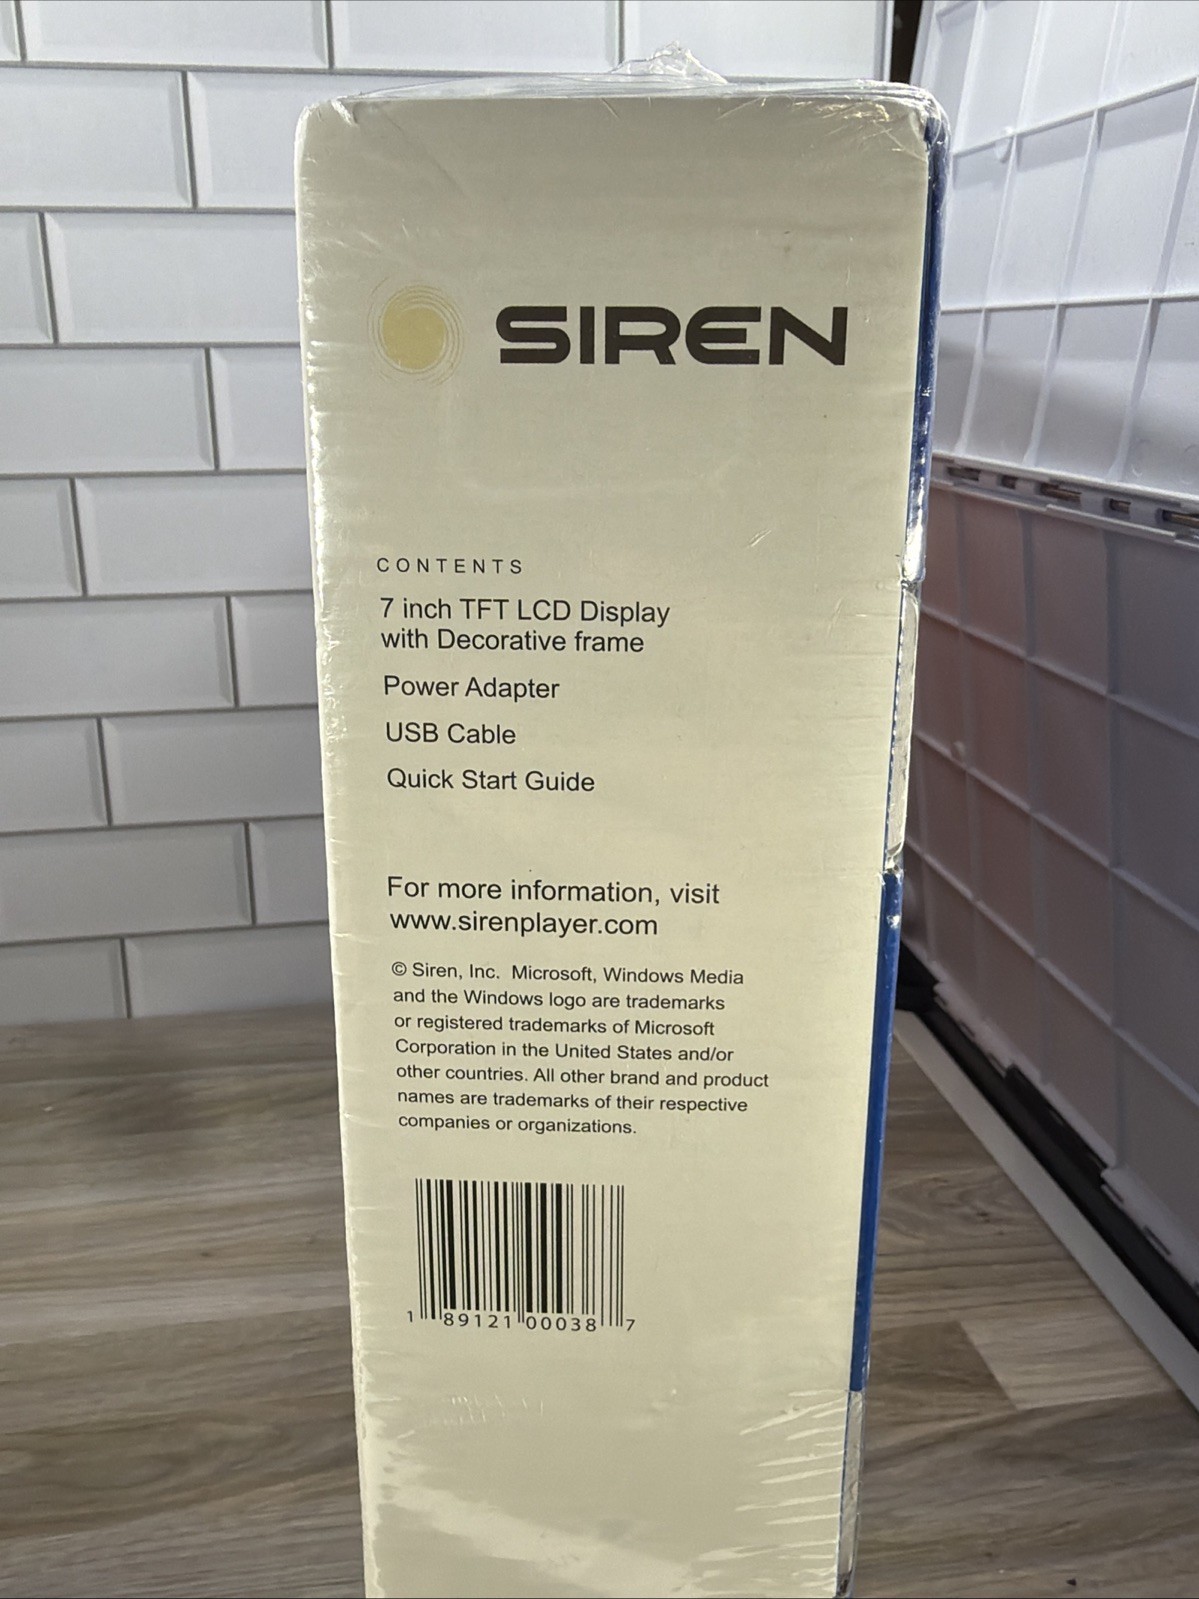 SIREN
CONTENTS
7 inch TFT LCD Display
with Decorative frame
Power Adapter
USB Cable
Quick Start Guide
For more information, visit
www.sirenplayer.com
© Siren, Inc. Microsoft, Windows Media
and the Windows logo are trademarks
or registered trademarks of Microsoft
Corporation in the United States and/or
other countries. All other brand and product
names are trademarks of their respective
companies or organizations.
1 89121 00038 7